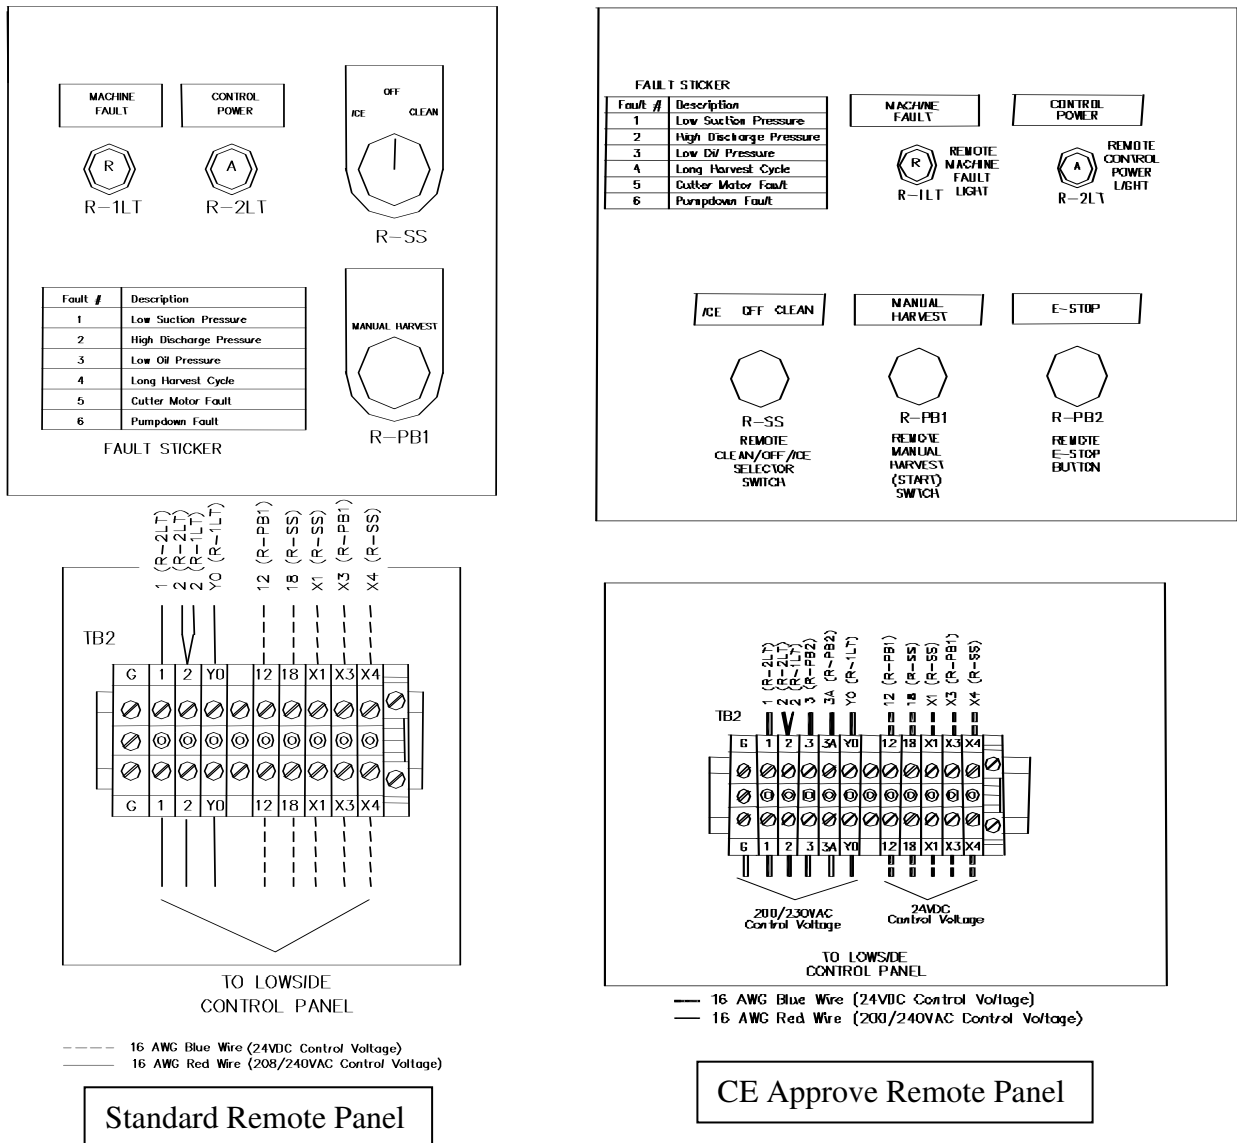 MACHINE
FAULT
CONTROL
POWER
OFF
ICE
CLEAN
R
A
R-1LT
R-2LT
R-SS
Fault # Description
1 Low Suction Pressure
2 High Discharge Pressure
3 Low Oil Pressure
4 Long Harvest Cycle
5 Cutter Motor Fault
6 Pumpdown Fault
FAULT STICKER
MANUAL HARVEST
R-PB1
1 (R-2LT)
2 (R-2LT)
2 (R-1LT)
Y0 (R-1LT)
12 (R-PB1)
18 (R-SS)
X1 (R-SS)
X3 (R-PB1)
X4 (R-SS)
TB2
G 1 2 Y0 12 18 X1 X3 X4
G 1 2 Y0 12 18 X1 X3 X4
TO LOWSIDE
CONTROL PANEL
16 AWG Blue Wire (24VDC Control Voltage)
16 AWG Red Wire (208/240VAC Control Voltage)
Standard Remote Panel
FAULT STICKER
Fault # Description
1 Low Suction Pressure
2 High Discharge Pressure
3 Low Oil Pressure
4 Long Harvest Cycle
5 Cutter Motor Fault
6 Pumpdown Fault
MACHINE
FAULT
R
R-1LT
REMOTE
MACHINE
FAULT
LIGHT
CONTROL
POWER
A
R-2LT
REMOTE
CONTROL
POWER
LIGHT
ICE OFF CLEAN
R-SS
REMOTE
CLEAN/OFF/ICE
SELECTOR
SWITCH
MANUAL
HARVEST
R-PB1
REMOTE
MANUAL
HARVEST
(START)
SWITCH
E-STOP
R-PB2
REMOTE
E-STOP
BUTTON
1 (R-2LT)
2 (R-2LT)
2 (R-1LT)
3 (R-PB2)
3A (R-PB2)
Y0 (R-1LT)
12 (R-PB1)
18 (R-SS)
X1 (R-SS)
X3 (R-PB1)
X4 (R-SS)
TB2
G 1 2 3 3A Y0 12 18 X1 X3 X4
G 1 2 3 3A Y0 12 18 X1 X3 X4
200/230VAC
Control Voltage
24VDC
Control Voltage
TO LOWSIDE
CONTROL PANEL
16 AWG Blue Wire (24VDC Control Voltage)
16 AWG Red Wire (200/240VAC Control Voltage)
CE Approve Remote Panel